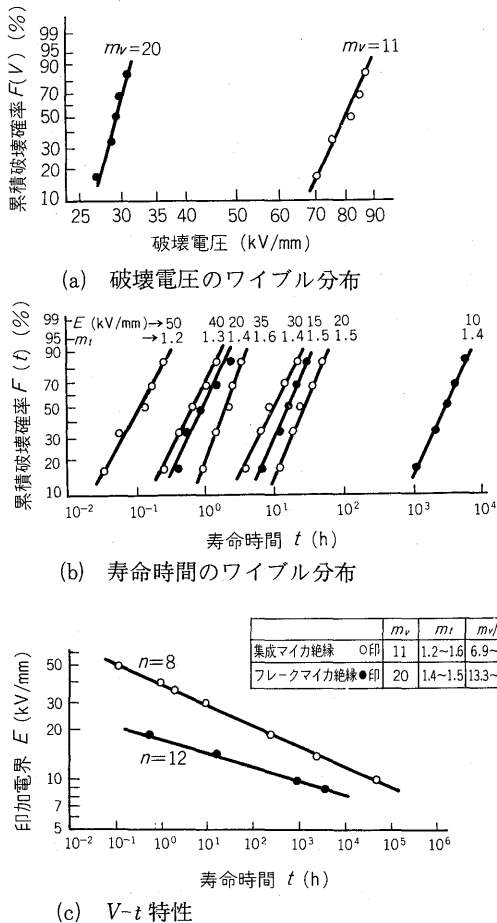 累積破壊確率 F(V) (%)
99
95
90
70
50
30
20
10
mv=20
mv=11
25 30 35 40 50 60 70 80 90
破壊電圧 (kV/mm)
(a) 破壊電圧のワイブル分布
累積破壊確率 F(t) (%)
99
95
90
70
50
30
20
10
E (kV/mm)→50 40 20 35 30 15 20 10
mt →1.2 1.3 1.4 1.6 1.4 1.5 1.5 1.4
10⁻² 10⁻¹ 10⁰ 10¹ 10² 10³ 10⁴
寿命時間 t (h)
(b) 寿命時間のワイブル分布
mv mt mv/
集成マイカ絶縁 ○印 11 1.2~1.6 6.9~
フレークマイカ絶縁 ●印 20 1.4~1.5 13.3~
印加電界 E (kV/mm)
50
30
20
10
7
5
n=8
n=12
10⁻² 10⁻¹ 10⁰ 10¹ 10² 10³ 10⁴ 10⁵ 10⁶
寿命時間 t (h)
(c) V-t 特性